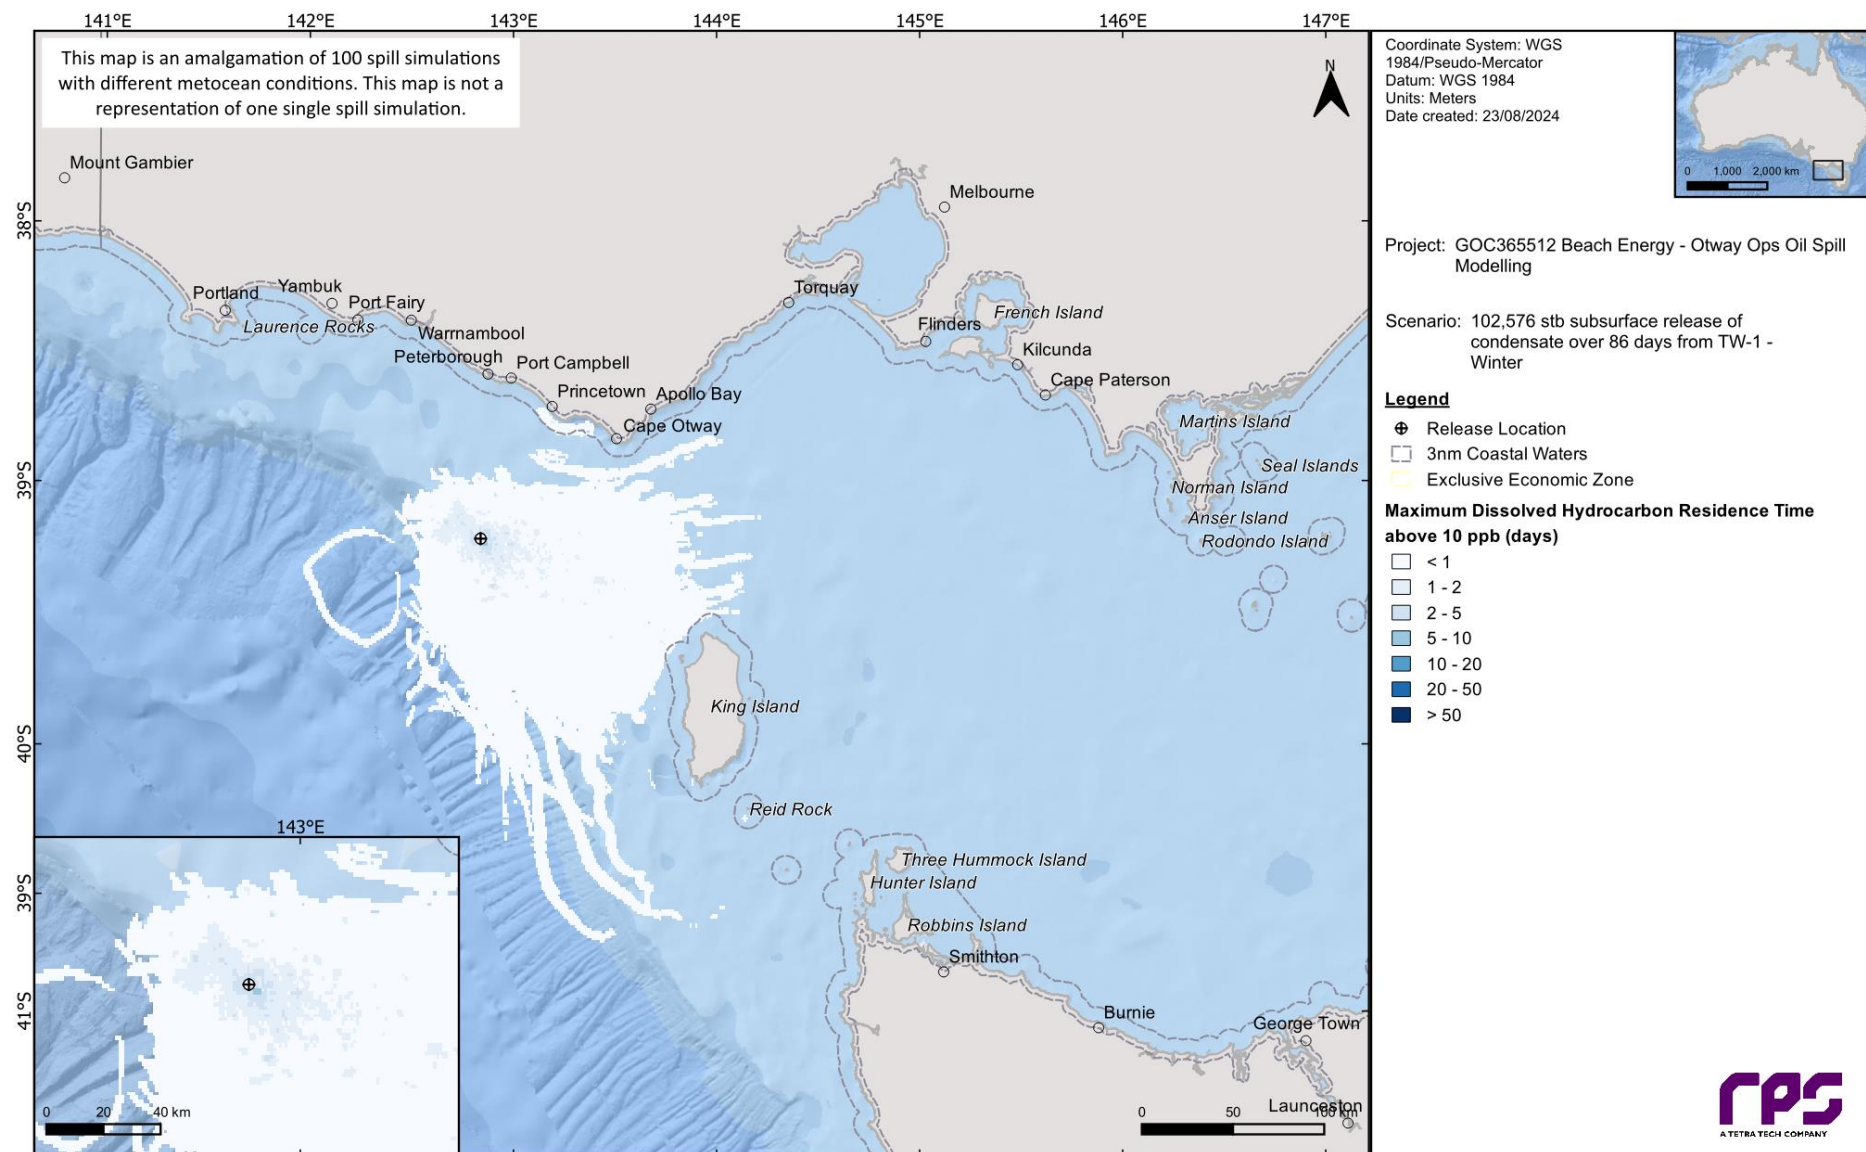 141°E 142°E 143°E 144°E 145°E 146°E 147°E
This map is an amalgamation of 100 spill simulations
with different metocean conditions. This map is not a
representation of one single spill simulation.
N
Mount Gambier
Melbourne
38°S
Portland
Yambuk
Port Fairy
Laurence Rocks
Warrnambool
Peterborough
Port Campbell
Princetown
Apollo Bay
Cape Otway
Torquay
Flinders
French Island
Kilcunda
Cape Paterson
Martins Island
Seal Islands
Norman Island
Anser Island
Rodondo Island
39°S
King Island
40°S
Reid Rock
Three Hummock Island
Hunter Island
Robbins Island
Smithton
41°S
Burnie
George Town
Launceston
0 50 100 km
143°E
39°S
0 20 40 km
Coordinate System: WGS
1984/Pseudo-Mercator
Datum: WGS 1984
Units: Meters
Date created: 23/08/2024
0 1,000 2,000 km
Project: GOC365512 Beach Energy - Otway Ops Oil Spill
Modelling
Scenario: 102,576 stb subsurface release of
condensate over 86 days from TW-1 -
Winter
Legend
Release Location
3nm Coastal Waters
Exclusive Economic Zone
Maximum Dissolved Hydrocarbon Residence Time
above 10 ppb (days)
< 1
1 - 2
2 - 5
5 - 10
10 - 20
20 - 50
> 50
rps
A TETRA TECH COMPANY